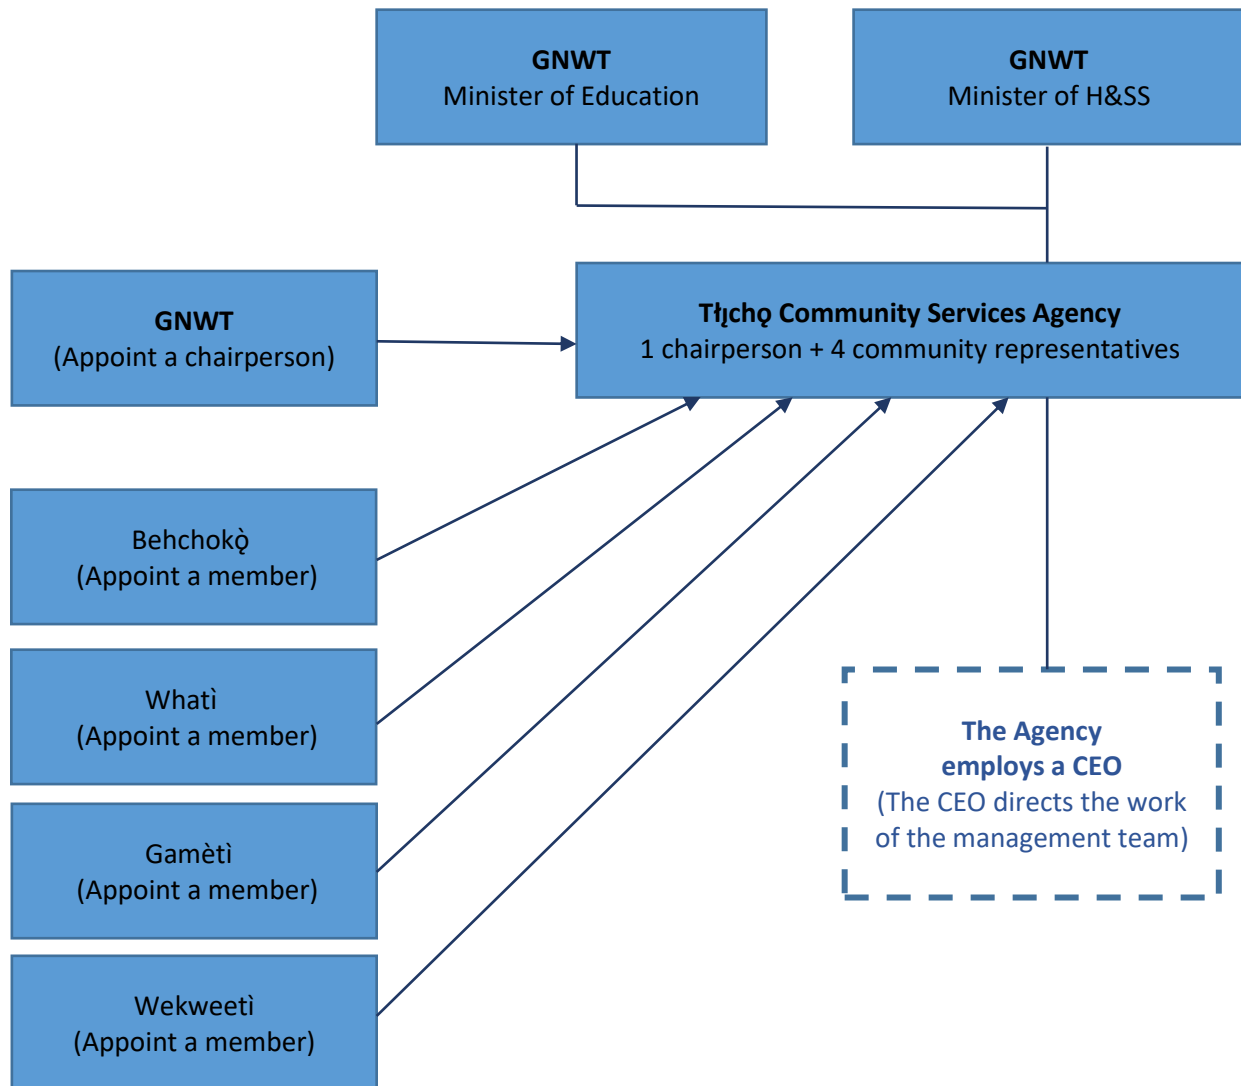 GNWT
Minister of Education
GNWT
Minister of H&SS
GNWT
(Appoint a chairperson)
Tłı̨chǫ Community Services Agency
1 chairperson + 4 community representatives
Behchokǫ̀
(Appoint a member)
Whatì
(Appoint a member)
Gamètì
(Appoint a member)
Wekweetì
(Appoint a member)
The Agency
employs a CEO
(The CEO directs the work
of the management team)